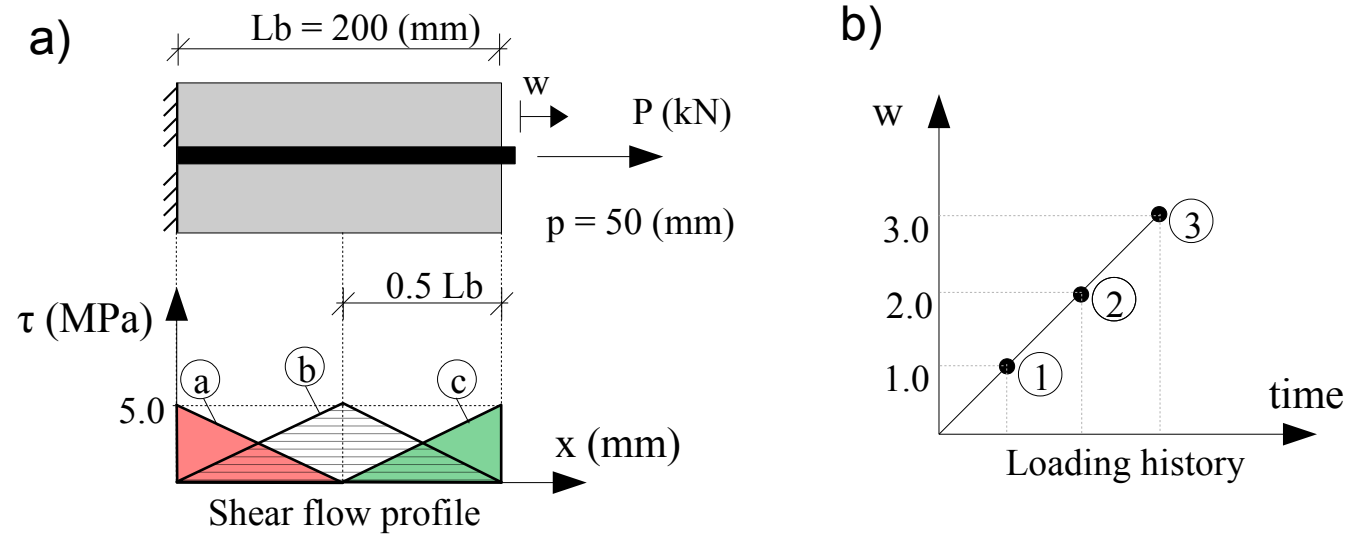 a)
Lb = 200 (mm)
w
P (kN)
p = 50 (mm)
0.5 Lb
τ (MPa)
a
b
c
5.0
x (mm)
Shear flow profile
b)
w
3.0
3
2.0
2
1.0
1
time
Loading history